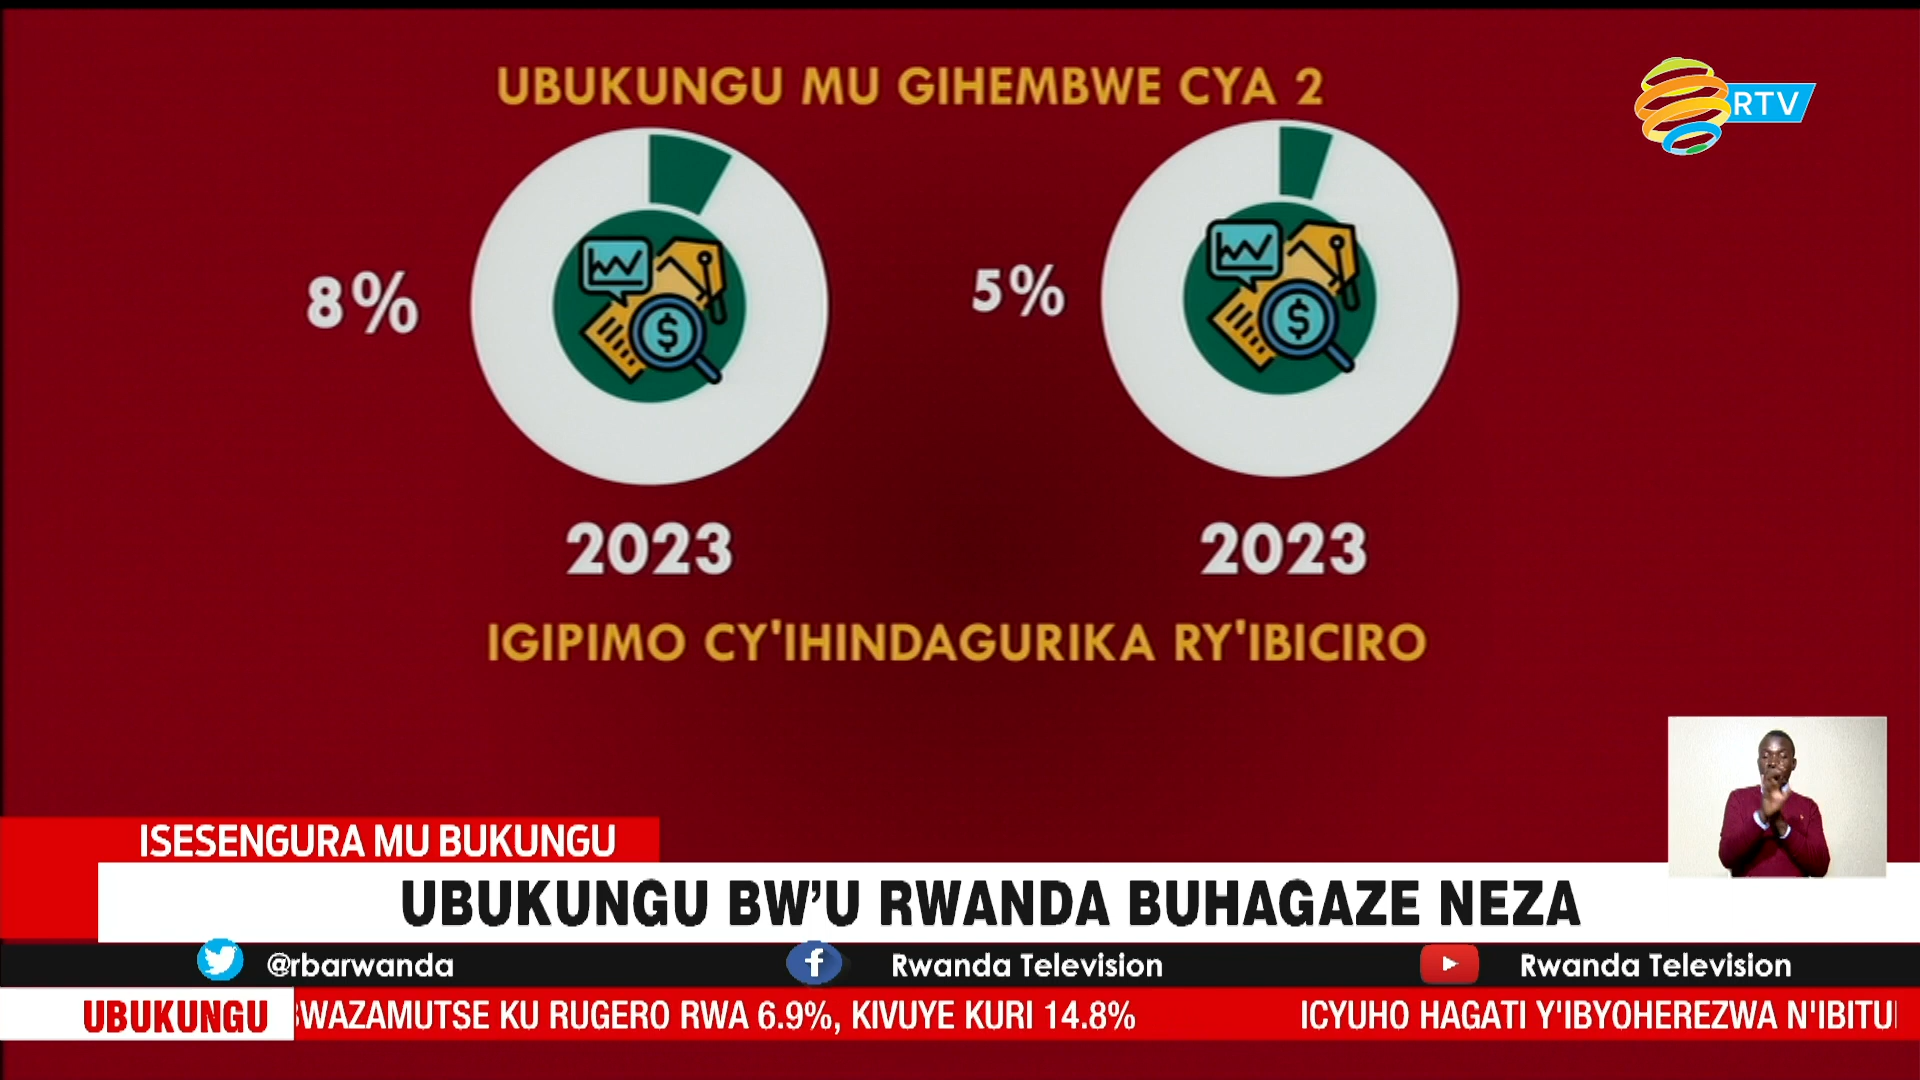 UBUKUNGU MU GIHEMBWE CYA 2
RTV
8%
5%
$
$
2023
2023
IGIPIMO CY'IHINDAGURIKA RY'IBICIRO
ISESENGURA MU BUKUNGU
UBUKUNGU BW’U RWANDA BUHAGAZE NEZA
@rbarwanda
Rwanda Television
Rwanda Television
UBUKUNGU
BWAZAMUTSE KU RUGERO RWA 6.9%, KIVUYE KURI 14.8%
ICYUHO HAGATI Y'IBYOHEREZWA N'IBITU